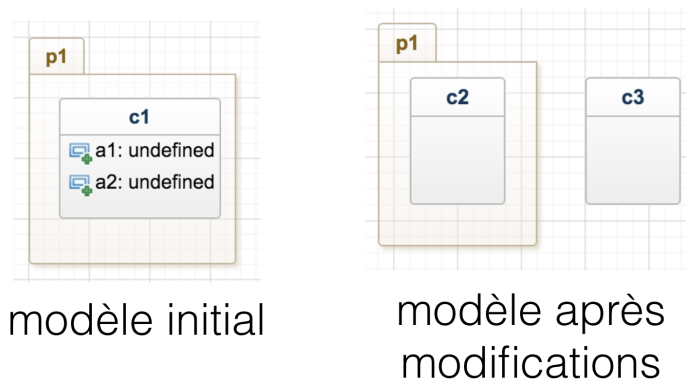 p1
c1
a1: undefined
a2: undefined
modèle initial
p1
c2
c3
modèle après
modifications